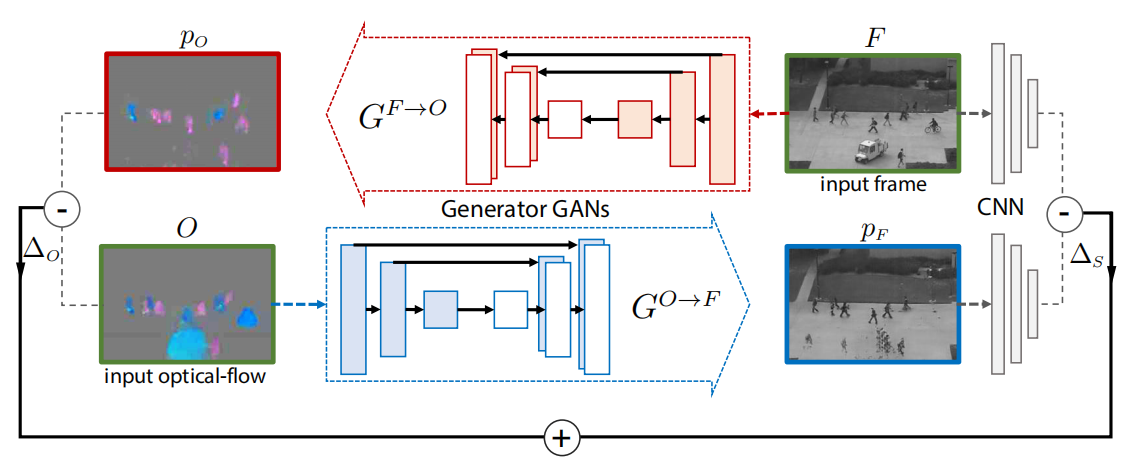 p_O
G^{F→O}
F
input frame
Generator GANs
CNN
-
-
Δ_O
O
p_F
Δ_S
G^{O→F}
input optical-flow
+